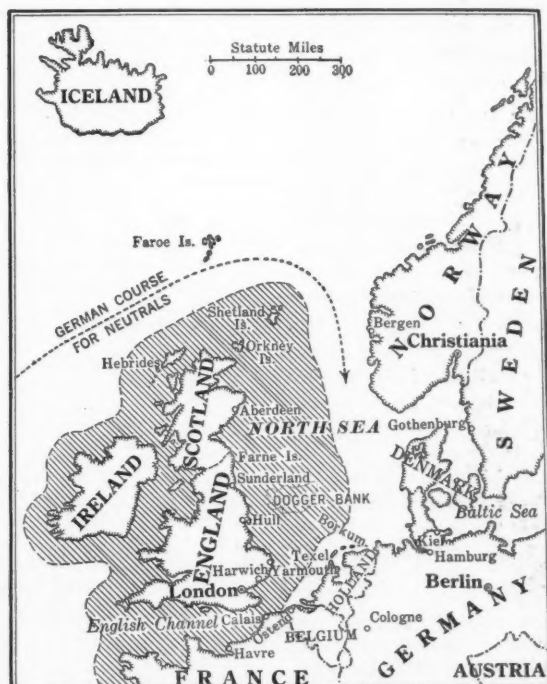 Statute Miles
0 100 200 300
ICELAND
Faroe Is.
GERMAN COURSE
FOR NEUTRALS
NORWAY
SWEDEN
Shetland
Is.
Orkney
Is.
Bergen
Christiania
Hebrides
SCOTLAND
Aberdeen
NORTH SEA
Gothenburg
DENMARK
Farne Is.
Sunderland
IRELAND
ENGLAND
DOGGER BANK
Baltic Sea
Hull
Borkum
Kiel
Hamburg
Texel
Harwich
Yarmouth
HOLLAND
London
Berlin
English Channel
Calais
Ostend
BELGIUM
Cologne
GERMANY
Havre
FRANCE
AUSTRIA